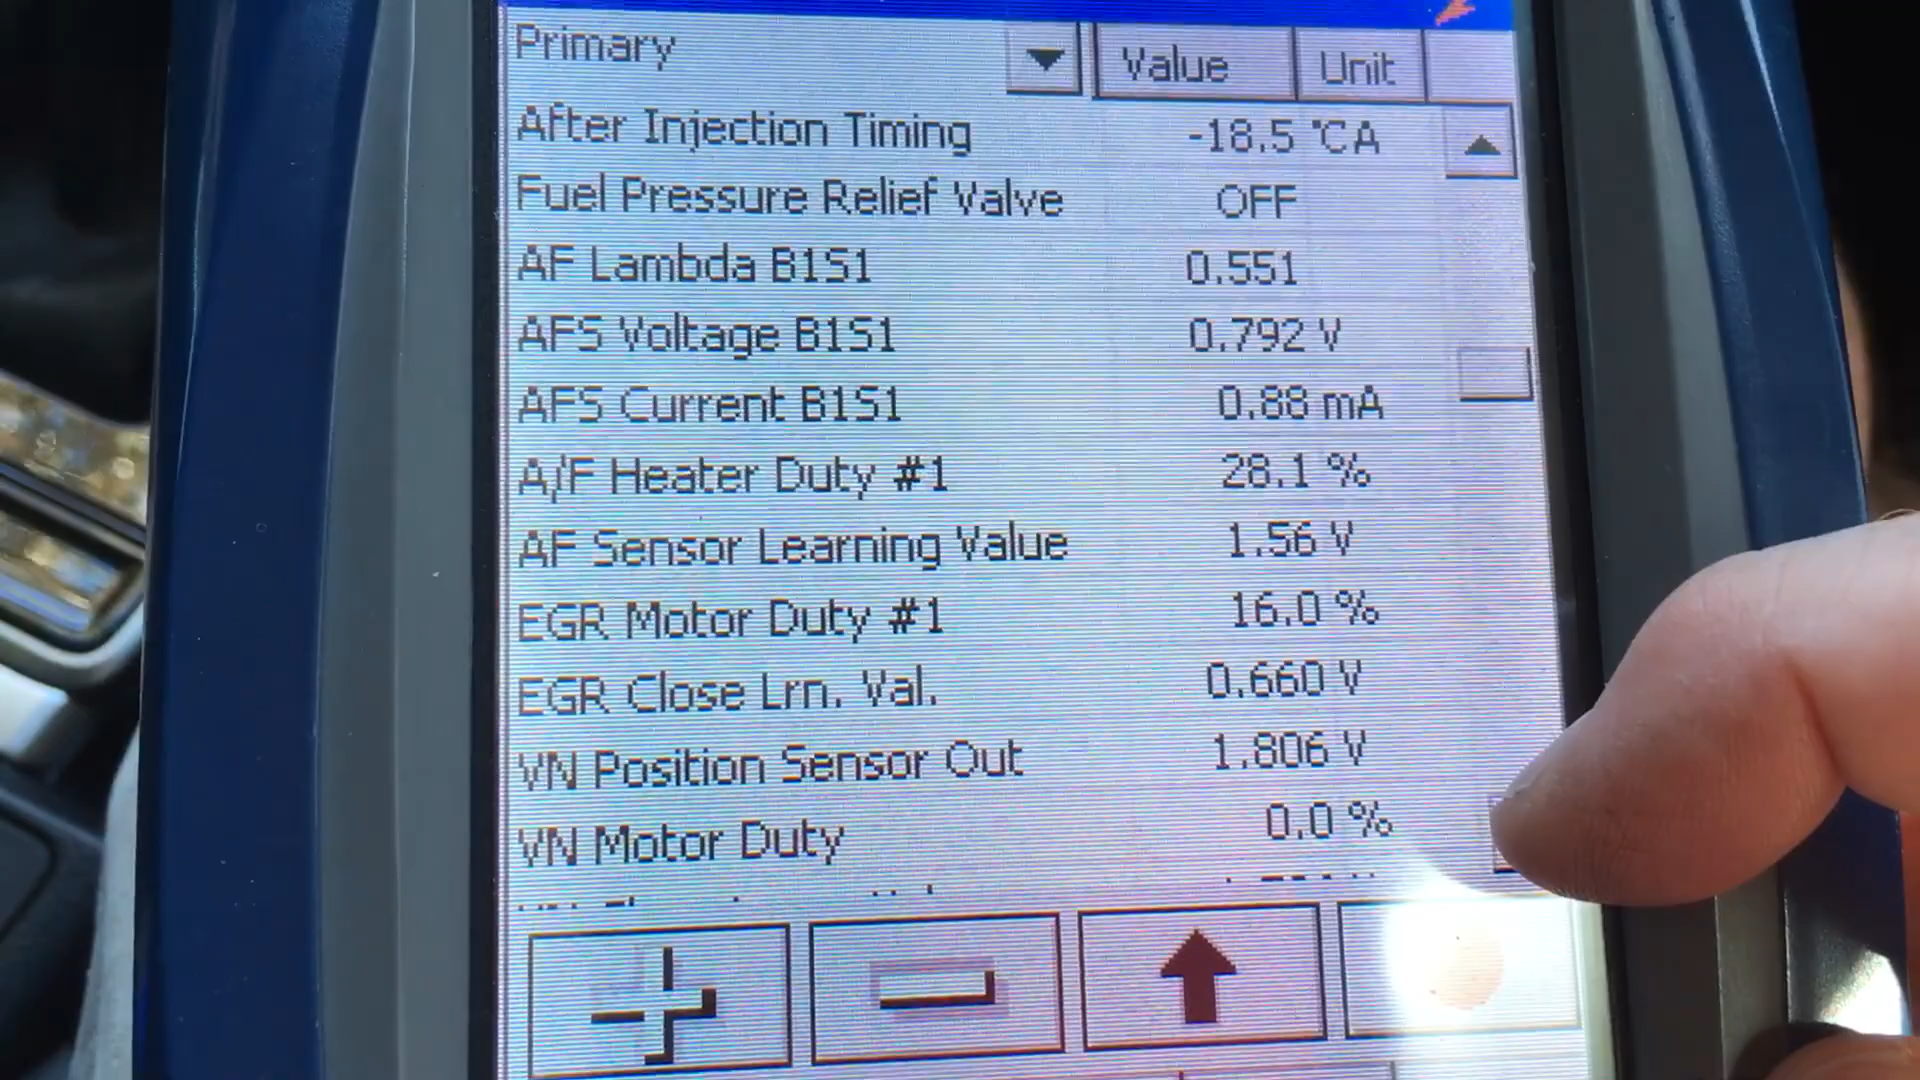 Primary Value Unit
After Injection Timing -18.5 °CA
Fuel Pressure Relief Valve OFF
AF Lambda B1S1 0.551
AFS Voltage B1S1 0.792 V
AFS Current B1S1 0.88 mA
A/F Heater Duty #1 28.1 %
AF Sensor Learning Value 1.56 V
EGR Motor Duty #1 16.0 %
EGR Close Lrn. Val. 0.660 V
VN Position Sensor Out 1.806 V
VN Motor Duty 0.0 %